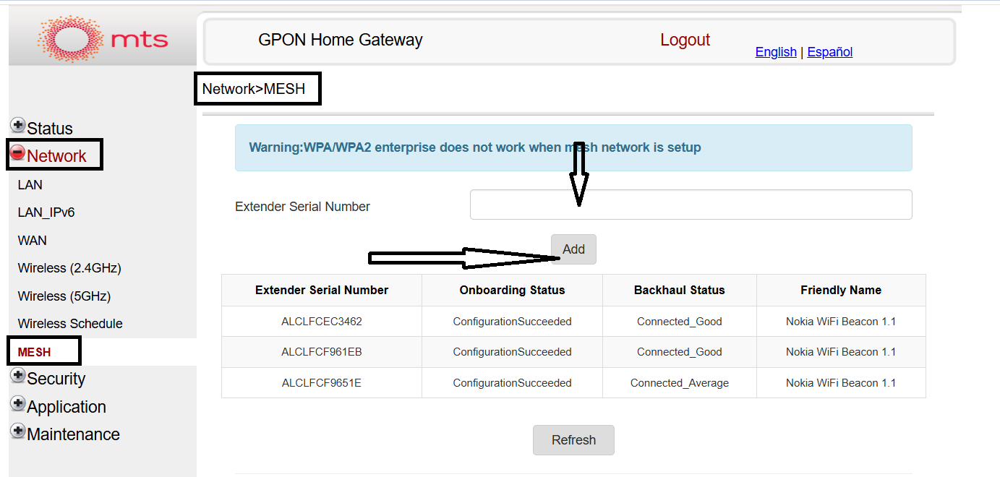 mts
GPON Home Gateway
Logout
English | Español
Network>MESH
Status
Network
LAN
LAN_IPv6
WAN
Wireless (2.4GHz)
Wireless (5GHz)
Wireless Schedule
MESH
Security
Application
Maintenance
Warning:WPA/WPA2 enterprise does not work when mesh network is setup
Extender Serial Number
Add
Extender Serial Number Onboarding Status Backhaul Status Friendly Name
ALCLFCEC3462 ConfigurationSucceeded Connected_Good Nokia WiFi Beacon 1.1
ALCLFCF961EB ConfigurationSucceeded Connected_Good Nokia WiFi Beacon 1.1
ALCLFCF9651E ConfigurationSucceeded Connected_Average Nokia WiFi Beacon 1.1
Refresh